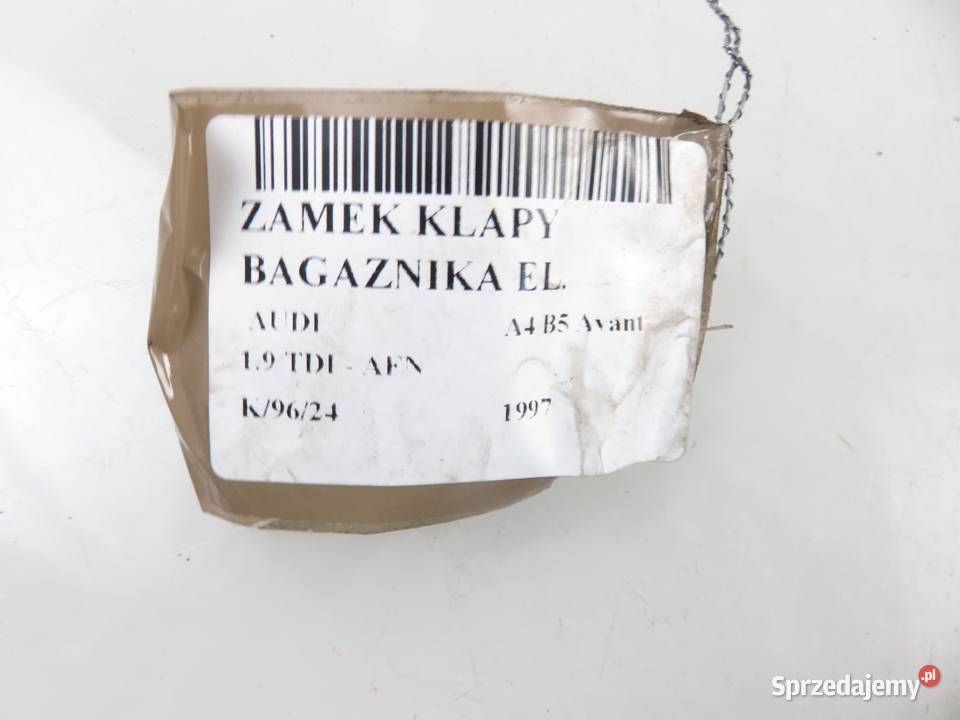 ZAMEK KLAPY
BAGAZNIKA EL.
AUDI A4 B5 Avant
1.9 TDI - AFN
K/96/24 1997
Sprzedajemy.pl